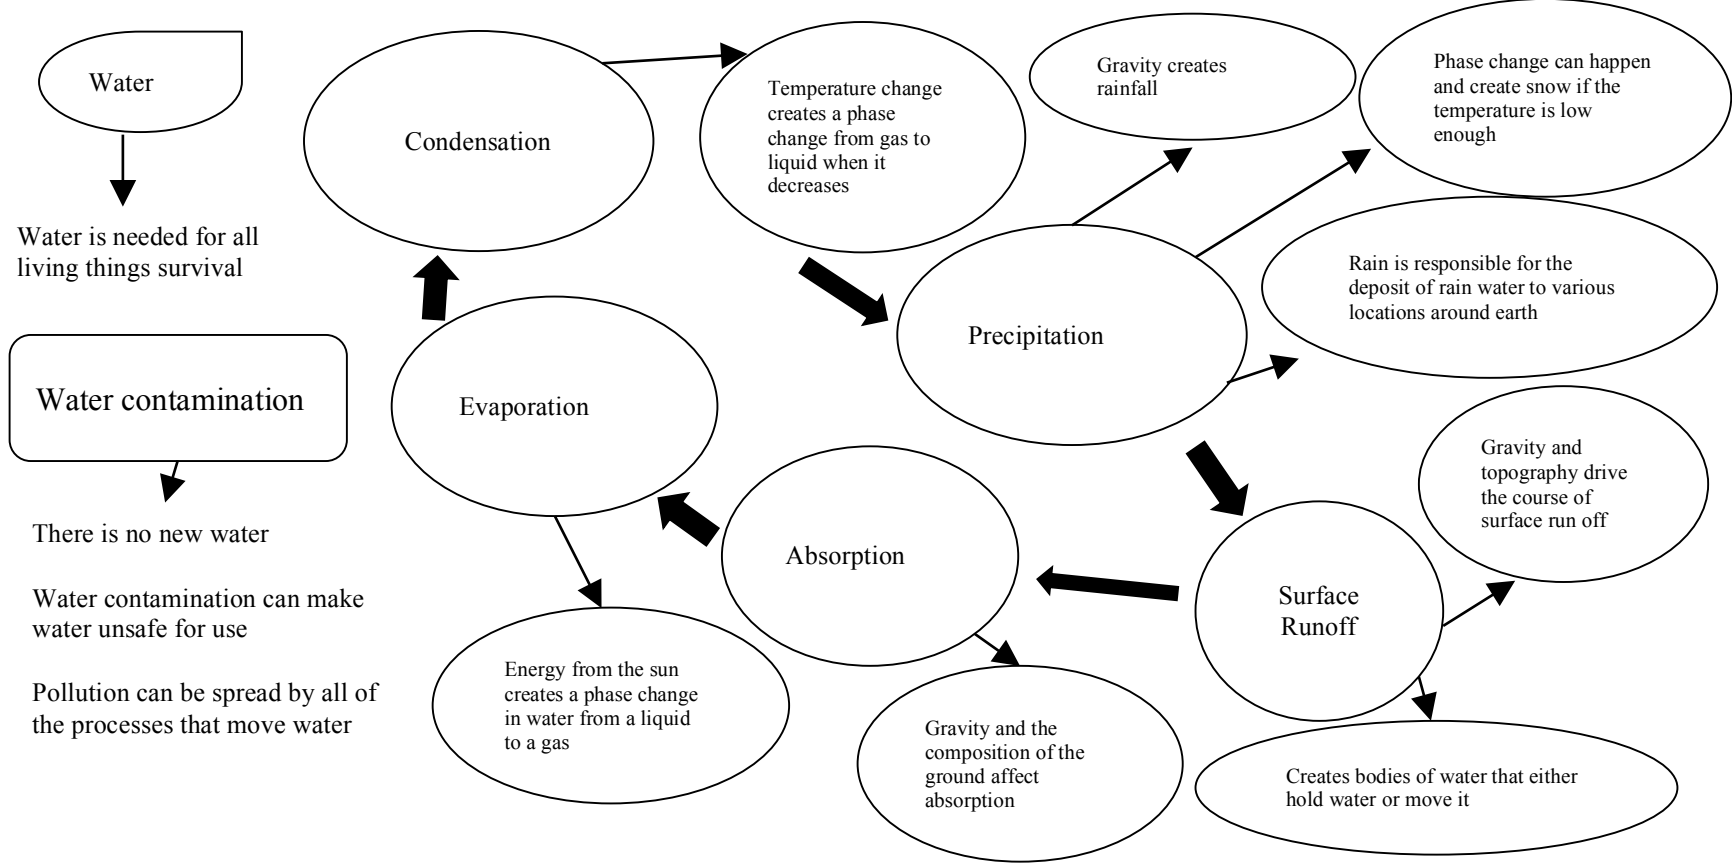 Water
Water is needed for all
living things survival
Water contamination
There is no new water
Water contamination can make
water unsafe for use
Pollution can be spread by all of
the processes that move water
Condensation
Temperature change
creates a phase
change from gas to
liquid when it
decreases
Gravity creates
rainfall
Phase change can happen
and create snow if the
temperature is low
enough
Precipitation
Rain is responsible for the
deposit of rain water to various
locations around earth
Evaporation
Energy from the sun
creates a phase change
in water from a liquid
to a gas
Absorption
Gravity and the
composition of the
ground affect
absorption
Surface
Runoff
Gravity and
topography drive
the course of
surface run off
Creates bodies of water that either
hold water or move it